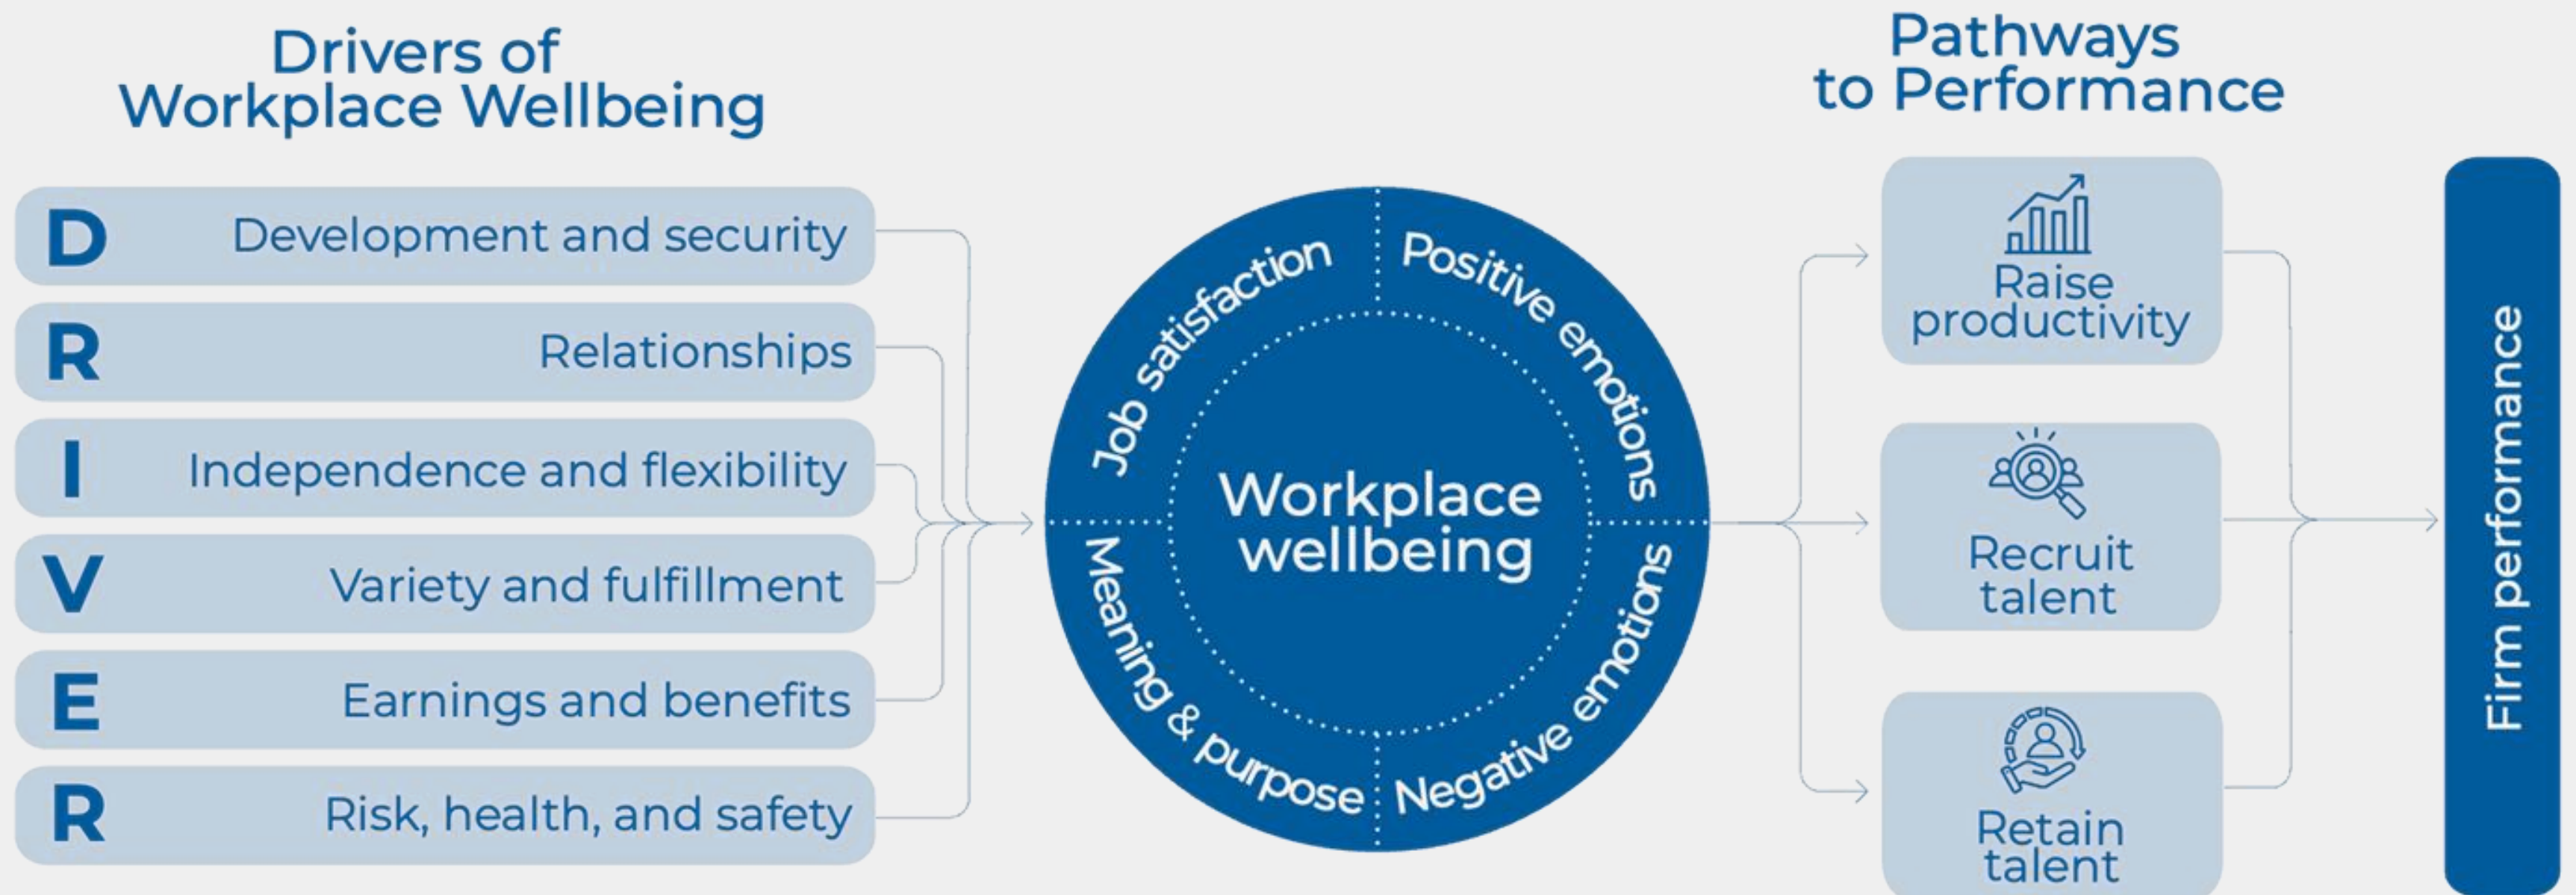 Drivers of
Workplace Wellbeing
D
Development and security
R
Relationships
I
Independence and flexibility
V
Variety and fulfillment
E
Earnings and benefits
R
Risk, health, and safety
Job satisfaction
Positive emotions
Workplace
wellbeing
Meaning & purpose
Negative emotions
Pathways
to Performance
Raise
productivity
Recruit
talent
Retain
talent
Firm performance